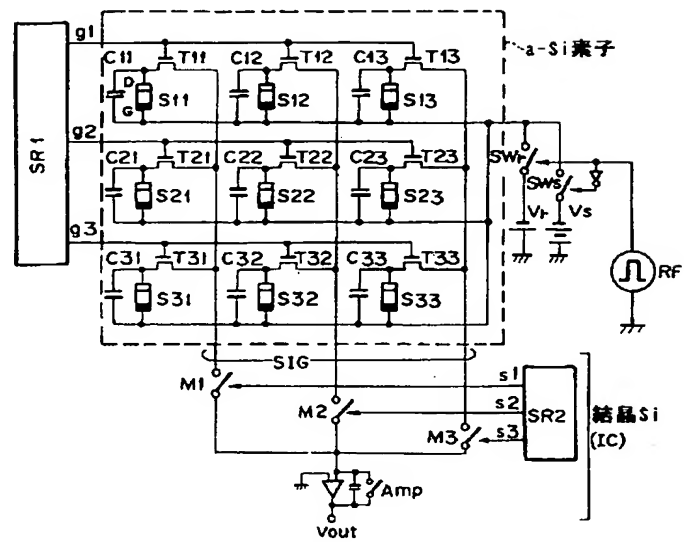 g1
C11 T11 C12 T12 C13 T13
a-Si素子
D
G
S11 S12 S13
g2
SR1
C21 T21 C22 T22 C23 T23
S21 S22 S23
SWr
SWs
Vr Vs
g3
C31 T31 C32 T32 C33 T33
S31 S32 S33
RF
SIG
M1 s1
M2 s2 SR2
M3 s3
結晶Si
(IC)
Amp
Vout